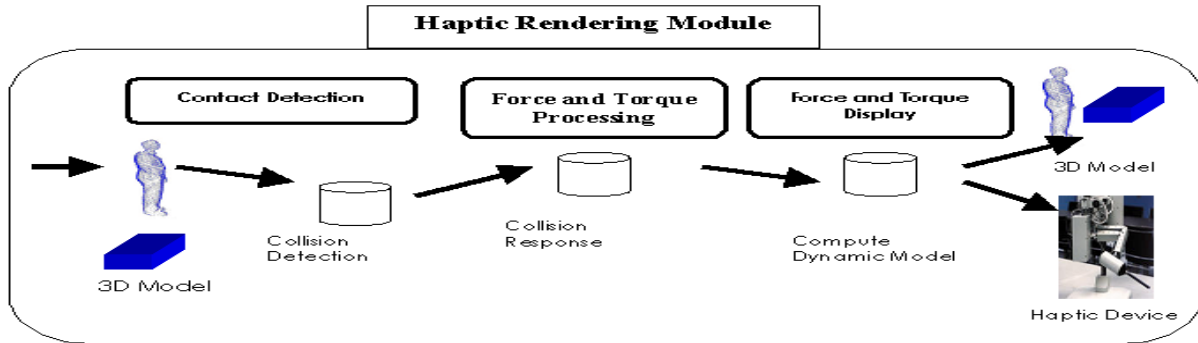 Haptic Rendering Module
Contact Detection
Force and Torque
Processing
Force and Torque
Display
3D Model
Collision
Detection
Collision
Response
Compute
Dynamic Model
3D Model
Haptic Device